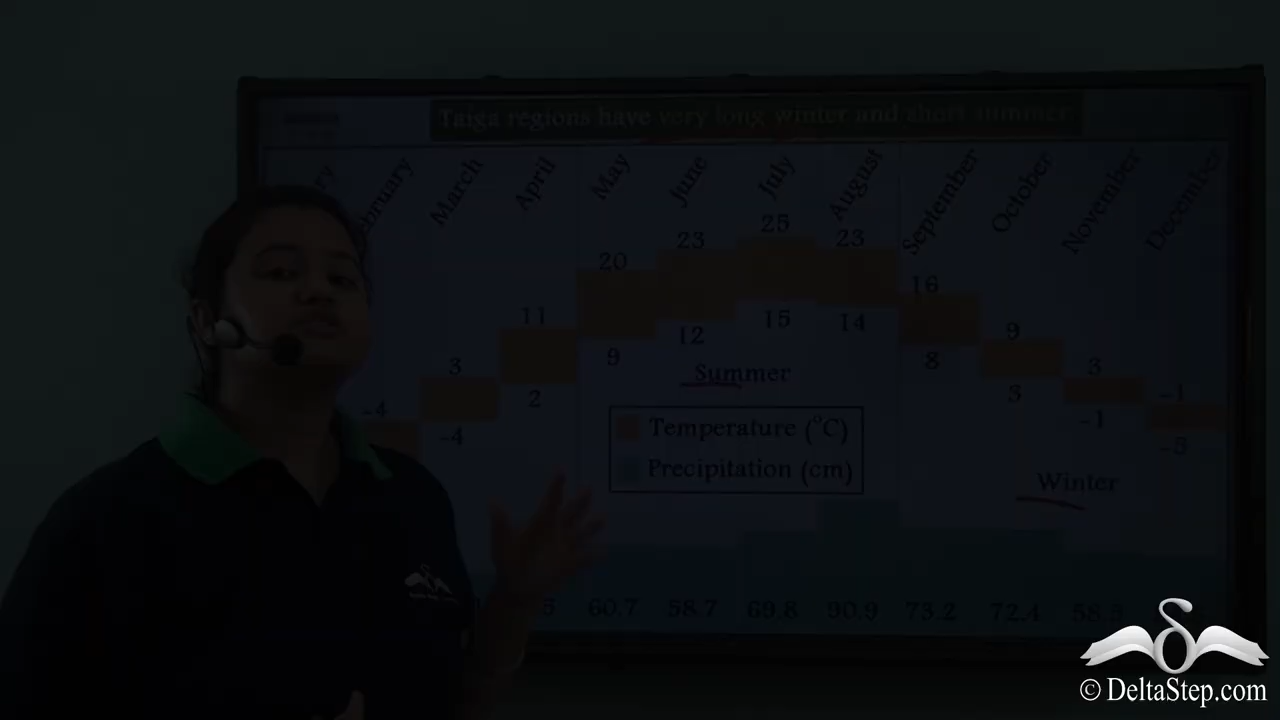 Taiga regions have very long winter and short summer
March April May June July August September October November December
25
23 23
20
16
11
9
3 3
-4 -1
15
12 14
9 8
2 3
-4 -1
Summer
Temperature (°C)
Precipitation (cm)
Winter
60.7 58.7 69.8 90.9 73.2 72.4
© DeltaStep.com